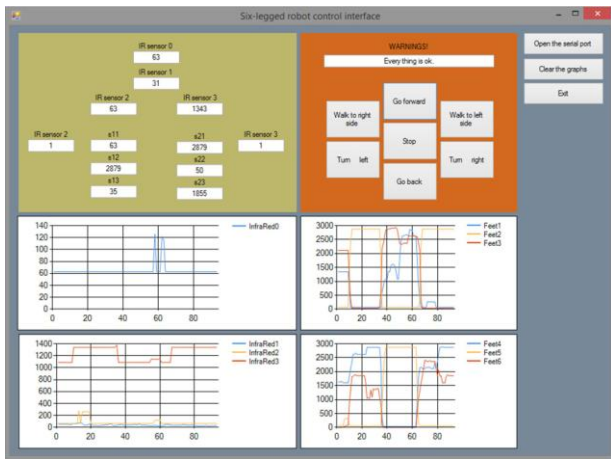 Six-legged robot control interface
IR sensor 0
63
IR sensor 1
31
IR sensor 2
IR sensor 3
63
1343
IR sensor 2
s11
s21
IR sensor 3
1
63
2879
1
s12
s22
2879
50
s13
s23
35
1855
WARNINGS!
Every thing is ok.
Go forward
Walk to right side
Walk to left side
Stop
Turn left
Turn right
Go back
Open the serial port
Clear the graphs
Exit
140
120
100
80
60
40
20
0
0 20 40 60 80
InfraRed0
3000
2500
2000
1500
1000
500
0
0 20 40 60 80
Feet1
Feet2
Feet3
1400
1200
1000
800
600
400
200
0
0 20 40 60 80
InfraRed1
InfraRed2
InfraRed3
3000
2500
2000
1500
1000
500
0
0 20 40 60 80
Feet4
Feet5
Feet6